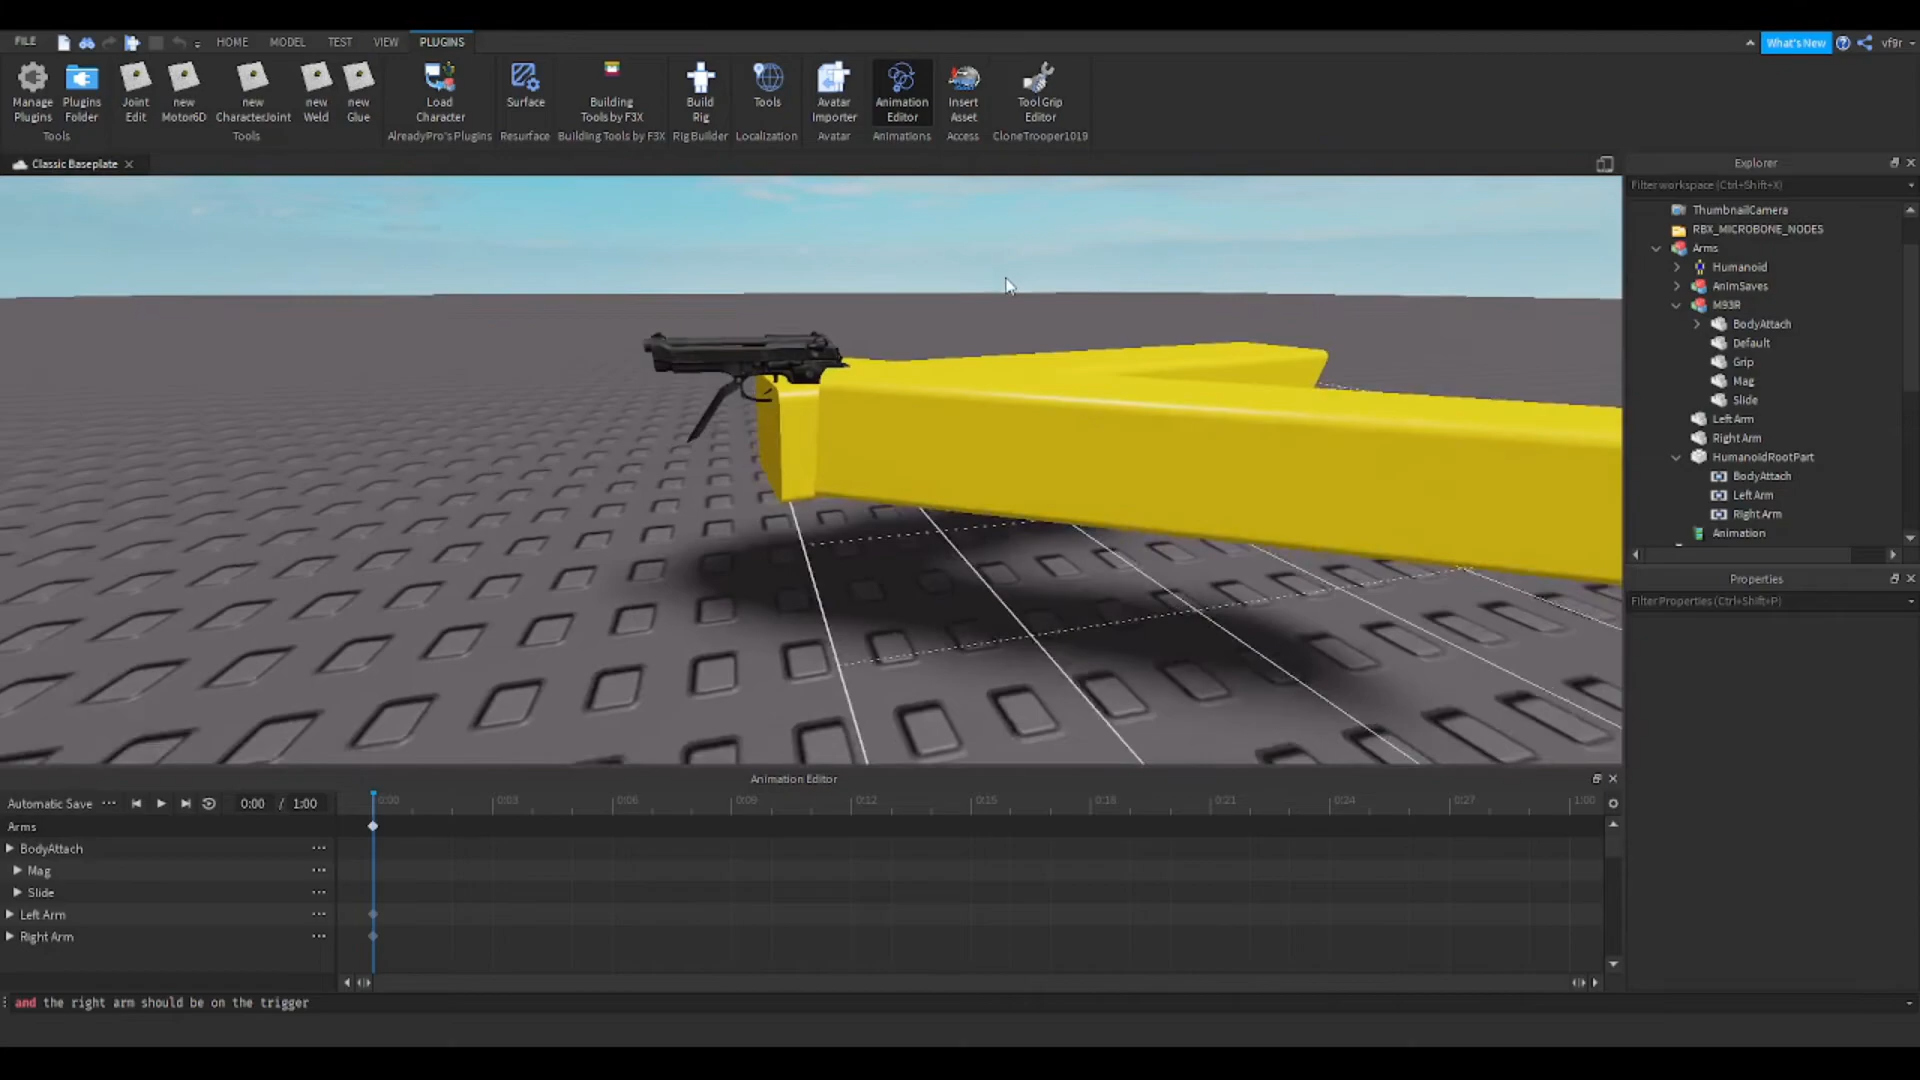 FILE HOME MODEL TEST VIEW PLUGINS What's New vf9r
Manage Plugins
Plugins Folder
Joint Edit
new Motor6D
new CharacterJoint
new Weld
new Glue
Load Character
Surface
Building Tools by F3X
Build Rig
Tools
Avatar Importer
Animation Editor
Insert Asset
Tool Grip Editor
Tools Tools AlreadyPro's Plugins Resurface Building Tools by F3X Rig Builder Localization Avatar Animations Access CloneTrooper1019
Classic Baseplate
Explorer
Filter workspace (Ctrl+Shift+X)
ThumbnailCamera
RBX_MICROBONE_NODES
Arms
Humanoid
AnimSaves
M93R
BodyAttach
Default
Grip
Mag
Slide
Left Arm
Right Arm
HumanoidRootPart
BodyAttach
Left Arm
Right Arm
Animation
Properties
Filter Properties (Ctrl+Shift+P)
Animation Editor
Automatic Save ... 0:00 / 1:00 0:00 0:03 0:06 0:09 0:12 0:15 0:18 0:21 0:24 0:27 1:00
Arms
BodyAttach ...
Mag ...
Slide ...
Left Arm ...
Right Arm ...
and the right arm should be on the trigger